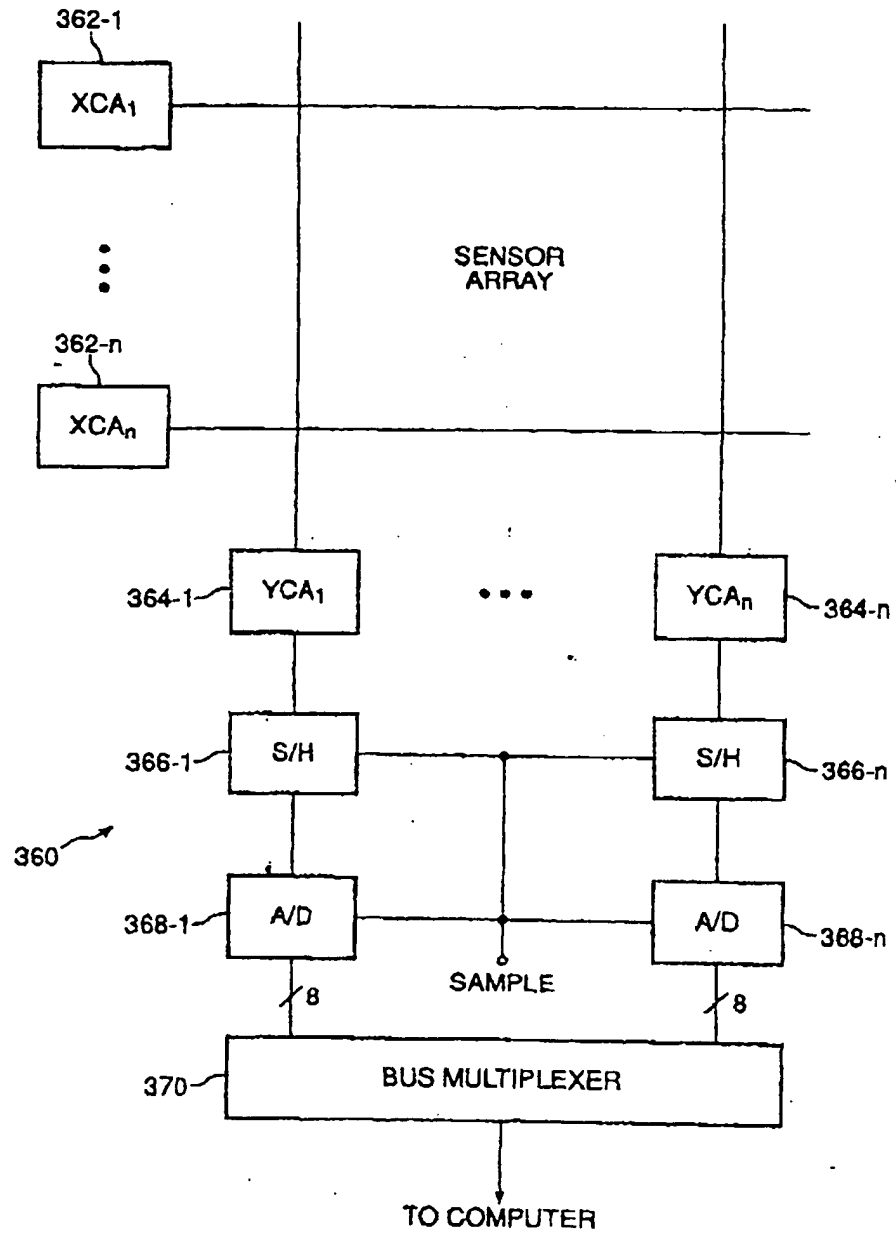 362-1
XCA₁
SENSOR
ARRAY
362-n
XCAₙ
364-1
YCA₁
YCAₙ
364-n
366-1
S/H
S/H
366-n
360
368-1
A/D
A/D
368-n
SAMPLE
8
8
370
BUS MULTIPLEXER
TO COMPUTER